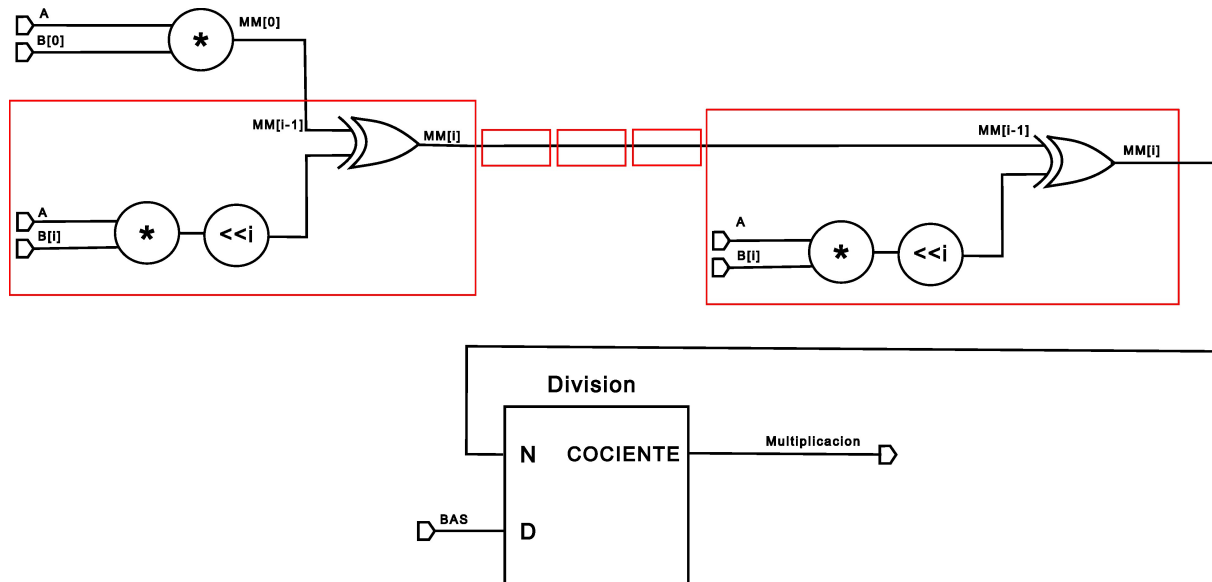 A
B[0]
*
MM[0]
MM[i-1]
MM[i]
A
B[i]
*
<<i
MM[i-1]
MM[i]
A
B[i]
*
<<i
Division
N
COCIENTE
Multiplicacion
BAS
D